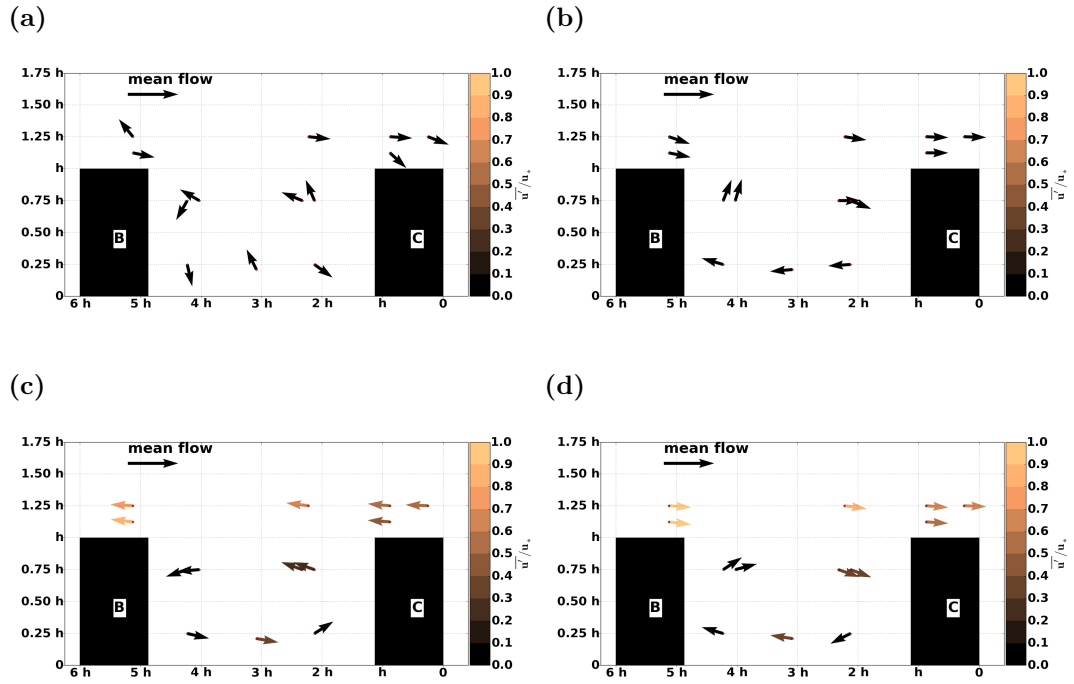 (a)
(b)
1.75 h
1.50 h
1.25 h
h
0.75 h
0.50 h
0.25 h
0
mean flow
B
C
6 h 5 h 4 h 3 h 2 h h 0
1.0
0.9
0.8
0.7
0.6
0.5
0.4
0.3
0.2
0.1
0.0
u'/u*
1.75 h
1.50 h
1.25 h
h
0.75 h
0.50 h
0.25 h
0
mean flow
B
C
6 h 5 h 4 h 3 h 2 h h 0
1.0
0.9
0.8
0.7
0.6
0.5
0.4
0.3
0.2
0.1
0.0
u'/u*
(c)
(d)
1.75 h
1.50 h
1.25 h
h
0.75 h
0.50 h
0.25 h
0
mean flow
B
C
6 h 5 h 4 h 3 h 2 h h 0
1.0
0.9
0.8
0.7
0.6
0.5
0.4
0.3
0.2
0.1
0.0
u'/u*
1.75 h
1.50 h
1.25 h
h
0.75 h
0.50 h
0.25 h
0
mean flow
B
C
6 h 5 h 4 h 3 h 2 h h 0
1.0
0.9
0.8
0.7
0.6
0.5
0.4
0.3
0.2
0.1
0.0
u'/u*